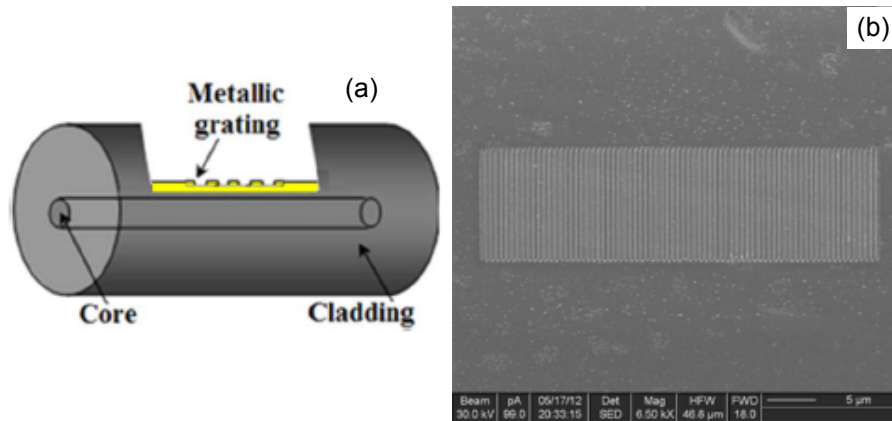 (a)
Metallic
grating
Core
Cladding
(b)
Beam pA 05/17/12 Det Mag HFW FWD 5 µm
30.0 kV 99.0 20:33:15 SED 6.50 kX 46.8 µm 18.0